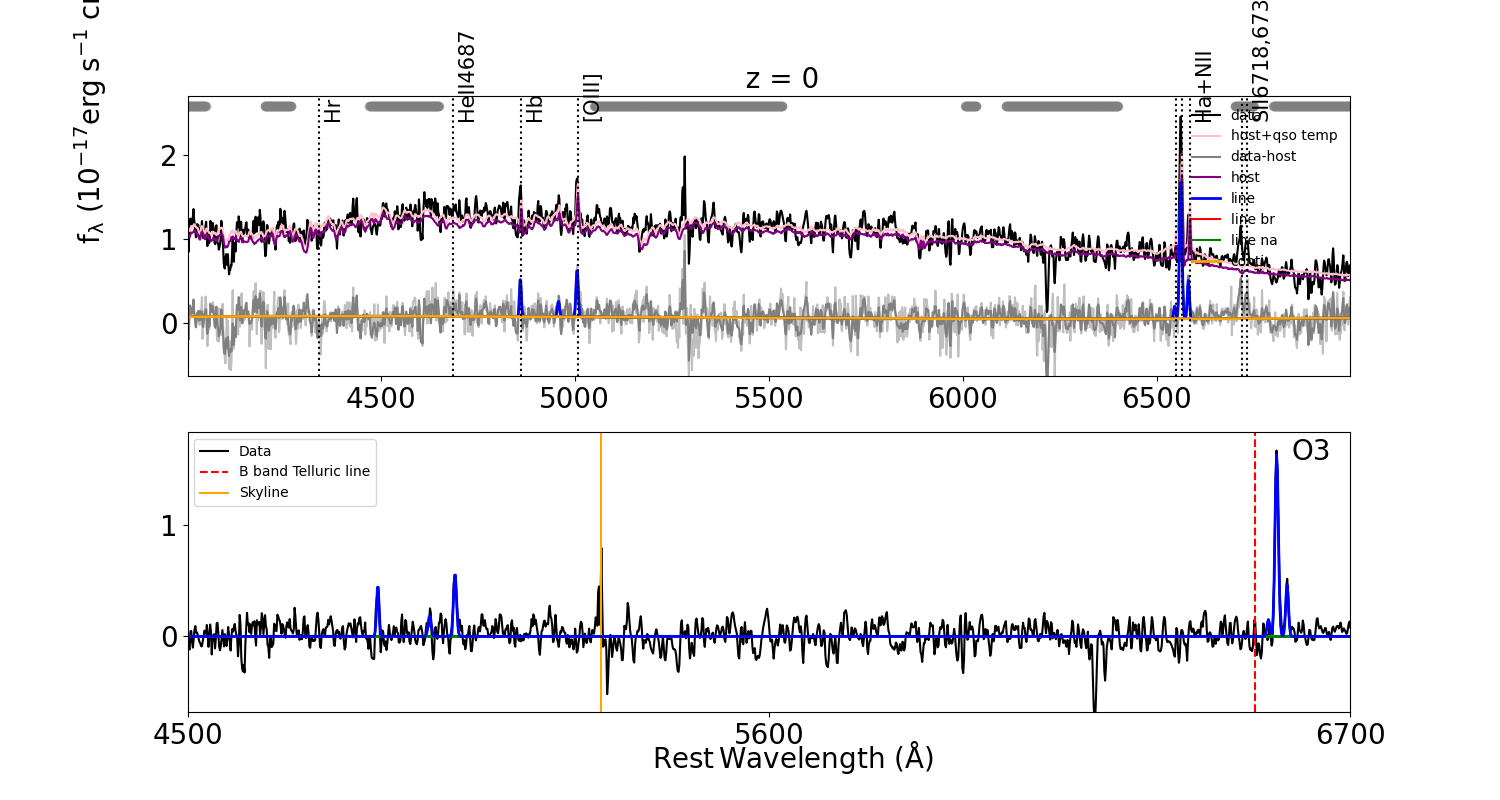 z = 0
Hr
HeII4687
Hb
[OIII]
Ha+NII
SII6718,673
f_λ (10^−17 erg s^−1 c
2
1
0
data
host+qso temp
data-host
host
line
line br
line na
conti
4500 5000 5500 6000 6500
Data
B band Telluric line
Skyline
O3
1
0
4500 5600 6700
Rest Wavelength (Å)